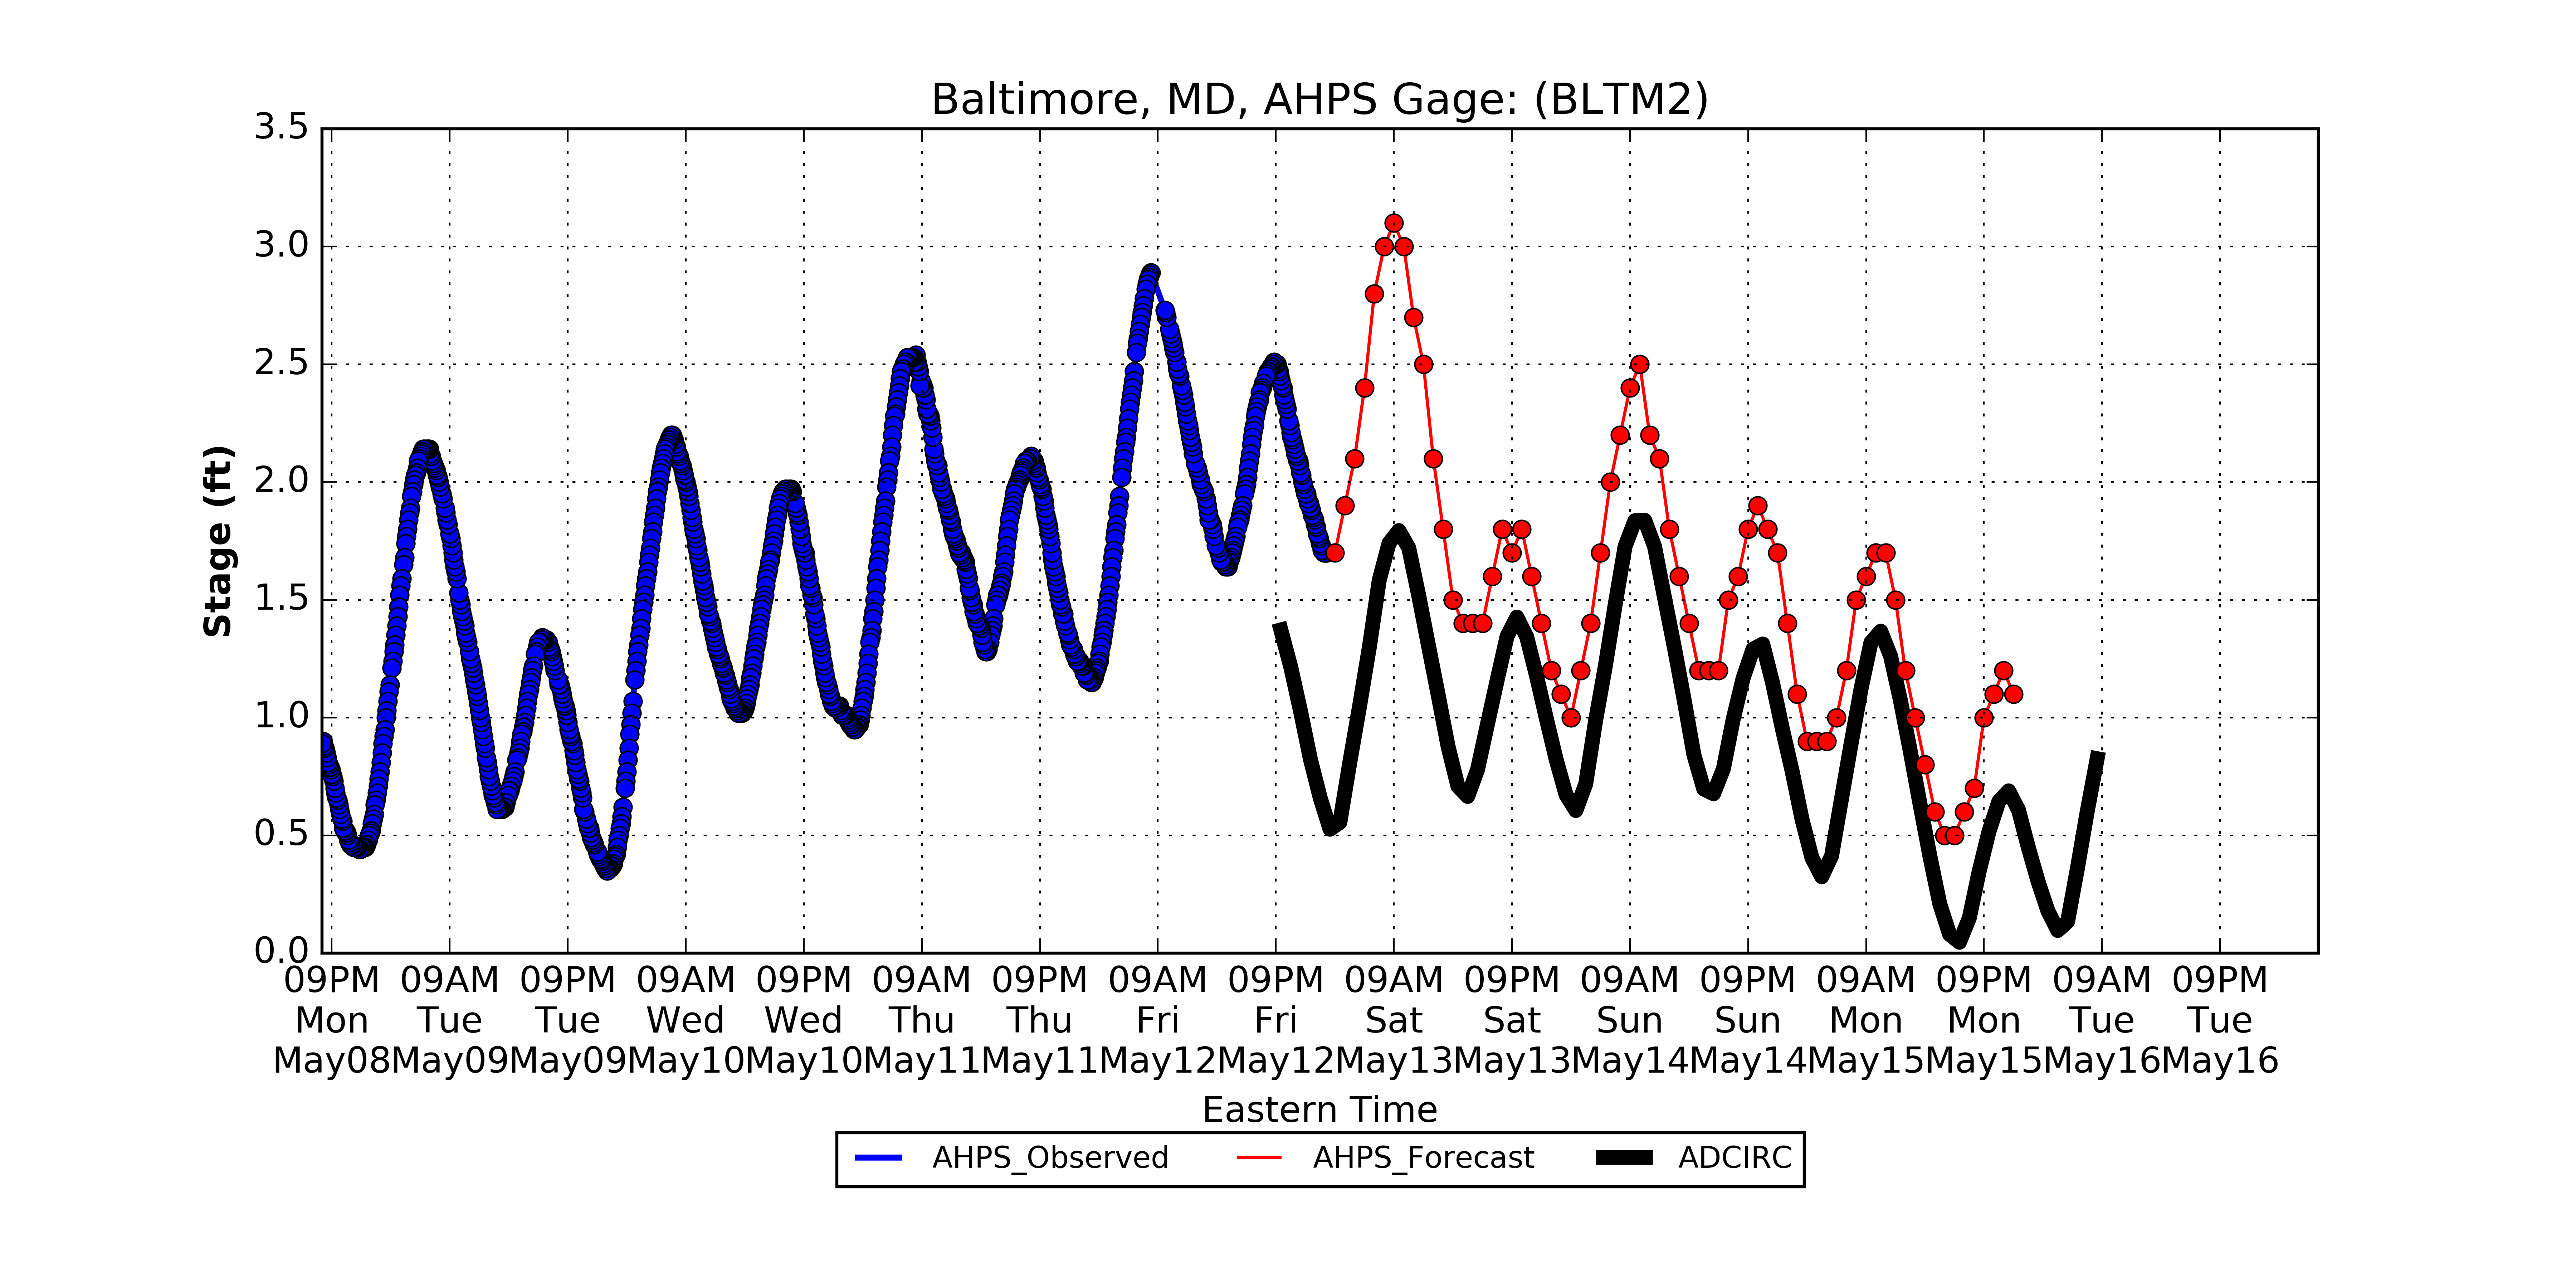 Baltimore, MD, AHPS Gage: (BLTM2)
3.5
3.0
2.5
2.0
1.5
1.0
0.5
0.0
Stage (ft)
09PM 09AM 09PM 09AM 09PM 09AM 09PM 09AM 09PM 09AM 09PM 09AM 09PM 09AM 09PM 09AM 09PM
Mon Tue Tue Wed Wed Thu Thu Fri Fri Sat Sat Sun Sun Mon Mon Tue Tue
May08 May09 May09 May10 May10 May11 May11 May12 May12 May13 May13 May14 May14 May15 May15 May16 May16
Eastern Time
AHPS_Observed AHPS_Forecast ADCIRC